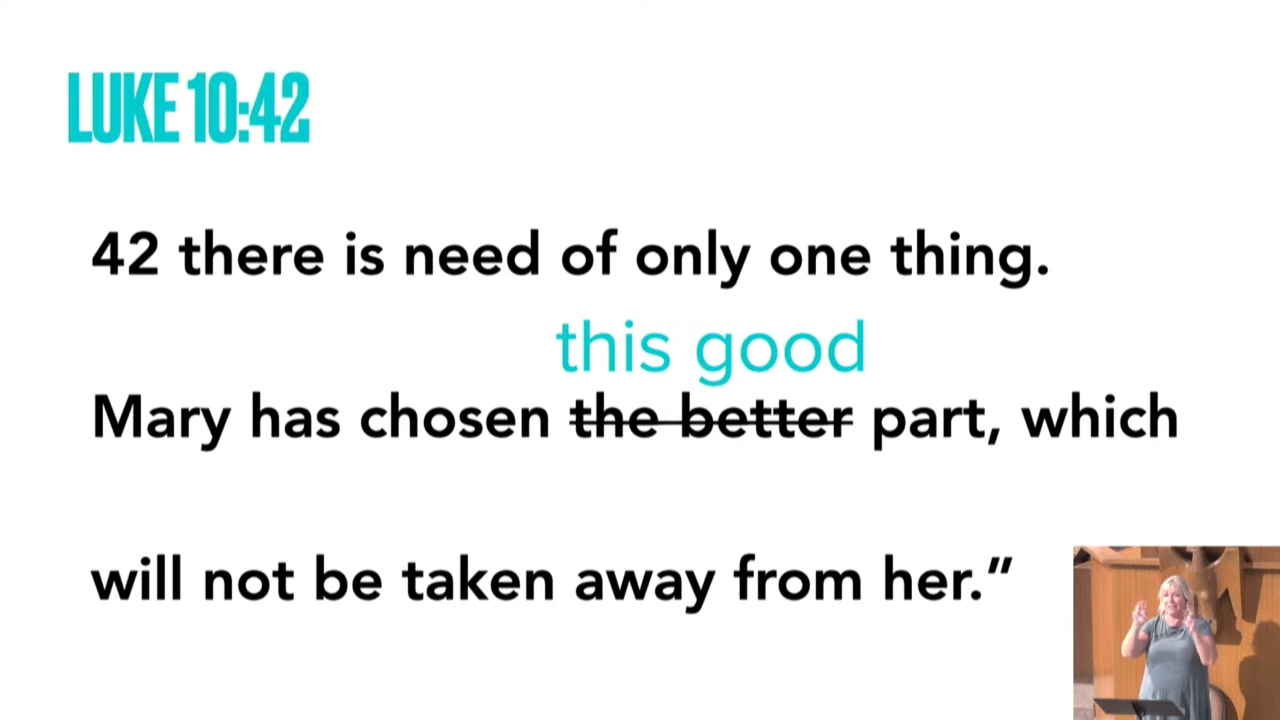 LUKE 10:42
42 there is need of only one thing.
this good
Mary has chosen the better part, which
will not be taken away from her.”